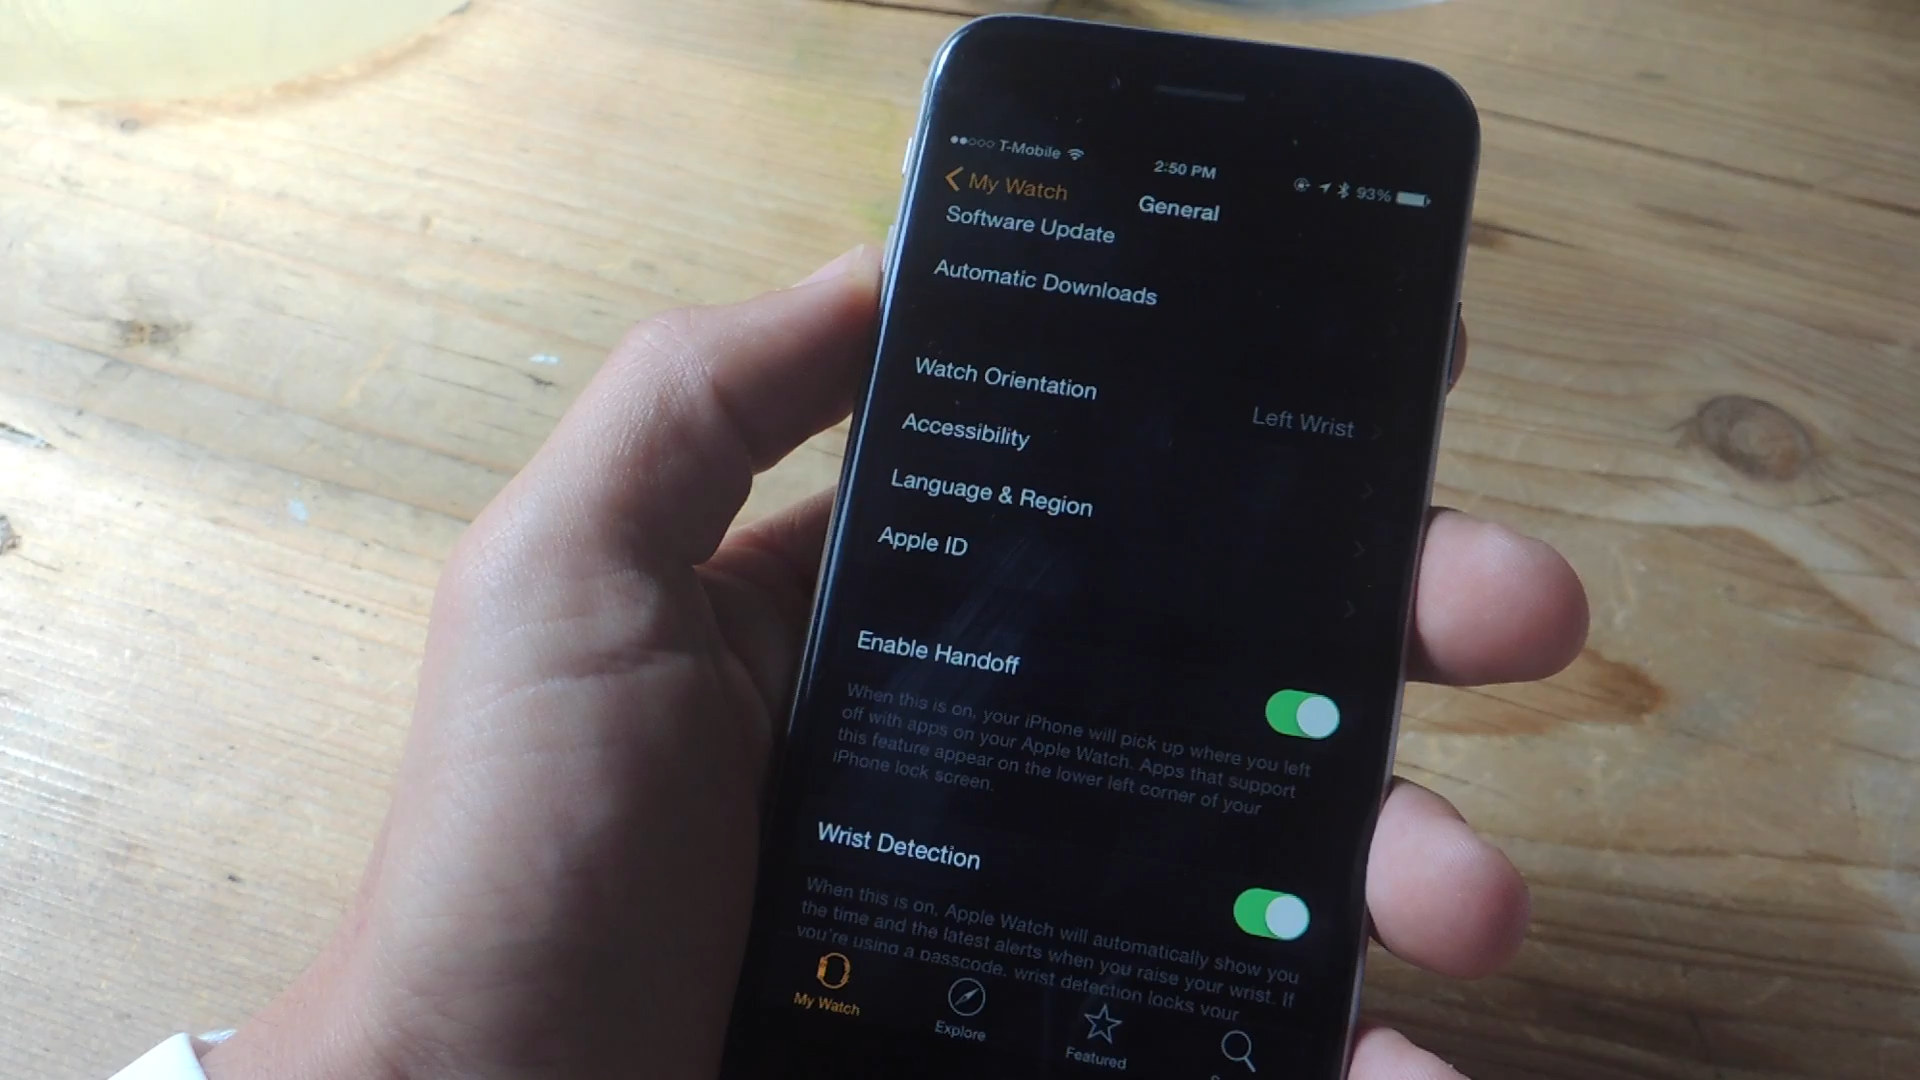 T-Mobile 2:50 PM 93%
My Watch General
Software Update
Automatic Downloads
Watch Orientation Left Wrist
Accessibility
Language & Region
Apple ID
Enable Handoff
When this is on, your iPhone will pick up where you left
off with apps on your Apple Watch. Apps that support
this feature appear on the lower left corner of your
iPhone lock screen.
Wrist Detection
When this is on, Apple Watch will automatically show you
the time and the latest alerts when you raise your wrist. If
you're using a passcode, wrist detection locks your
My Watch Explore Featured